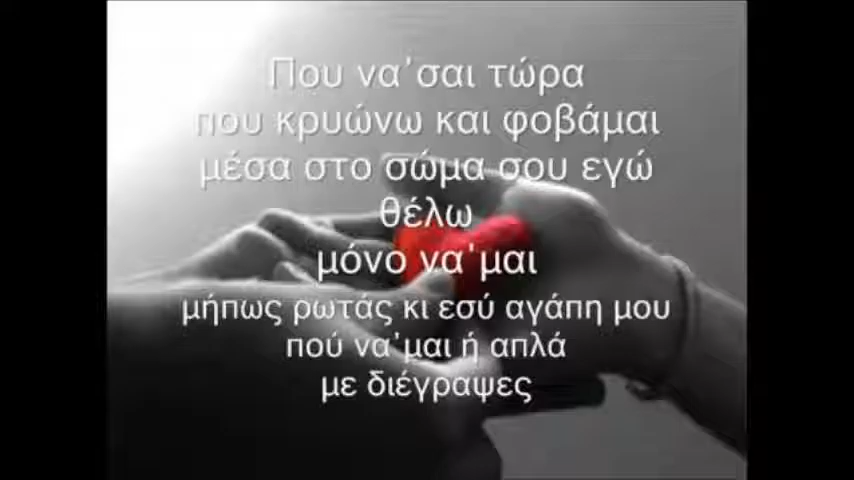 Που να'σαι τώρα
που κρυώνω και φοβάμαι
μέσα στο σώμα σου εγώ
θέλω
μόνο να'μαι
μήπως ρωτάς κι εσύ αγάπη μου
πού να'μαι ή απλά
με διέγραψες